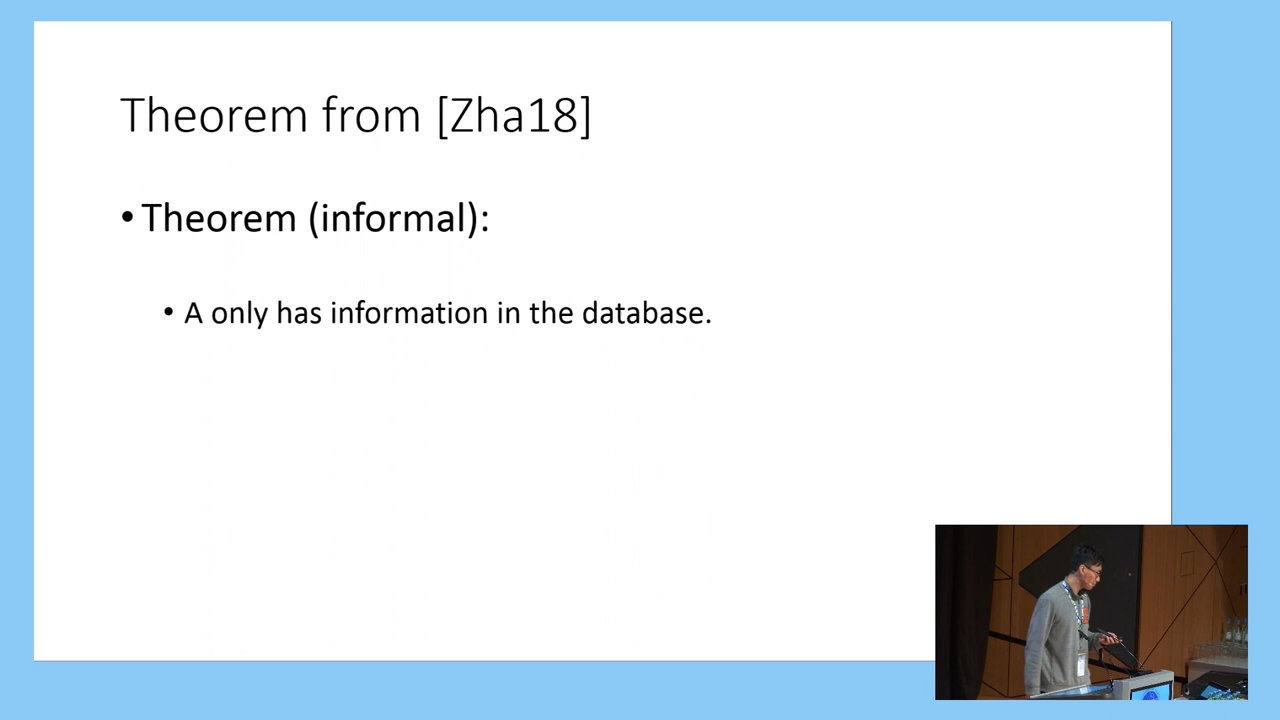 Theorem from [Zha18]
• Theorem (informal):
• A only has information in the database.